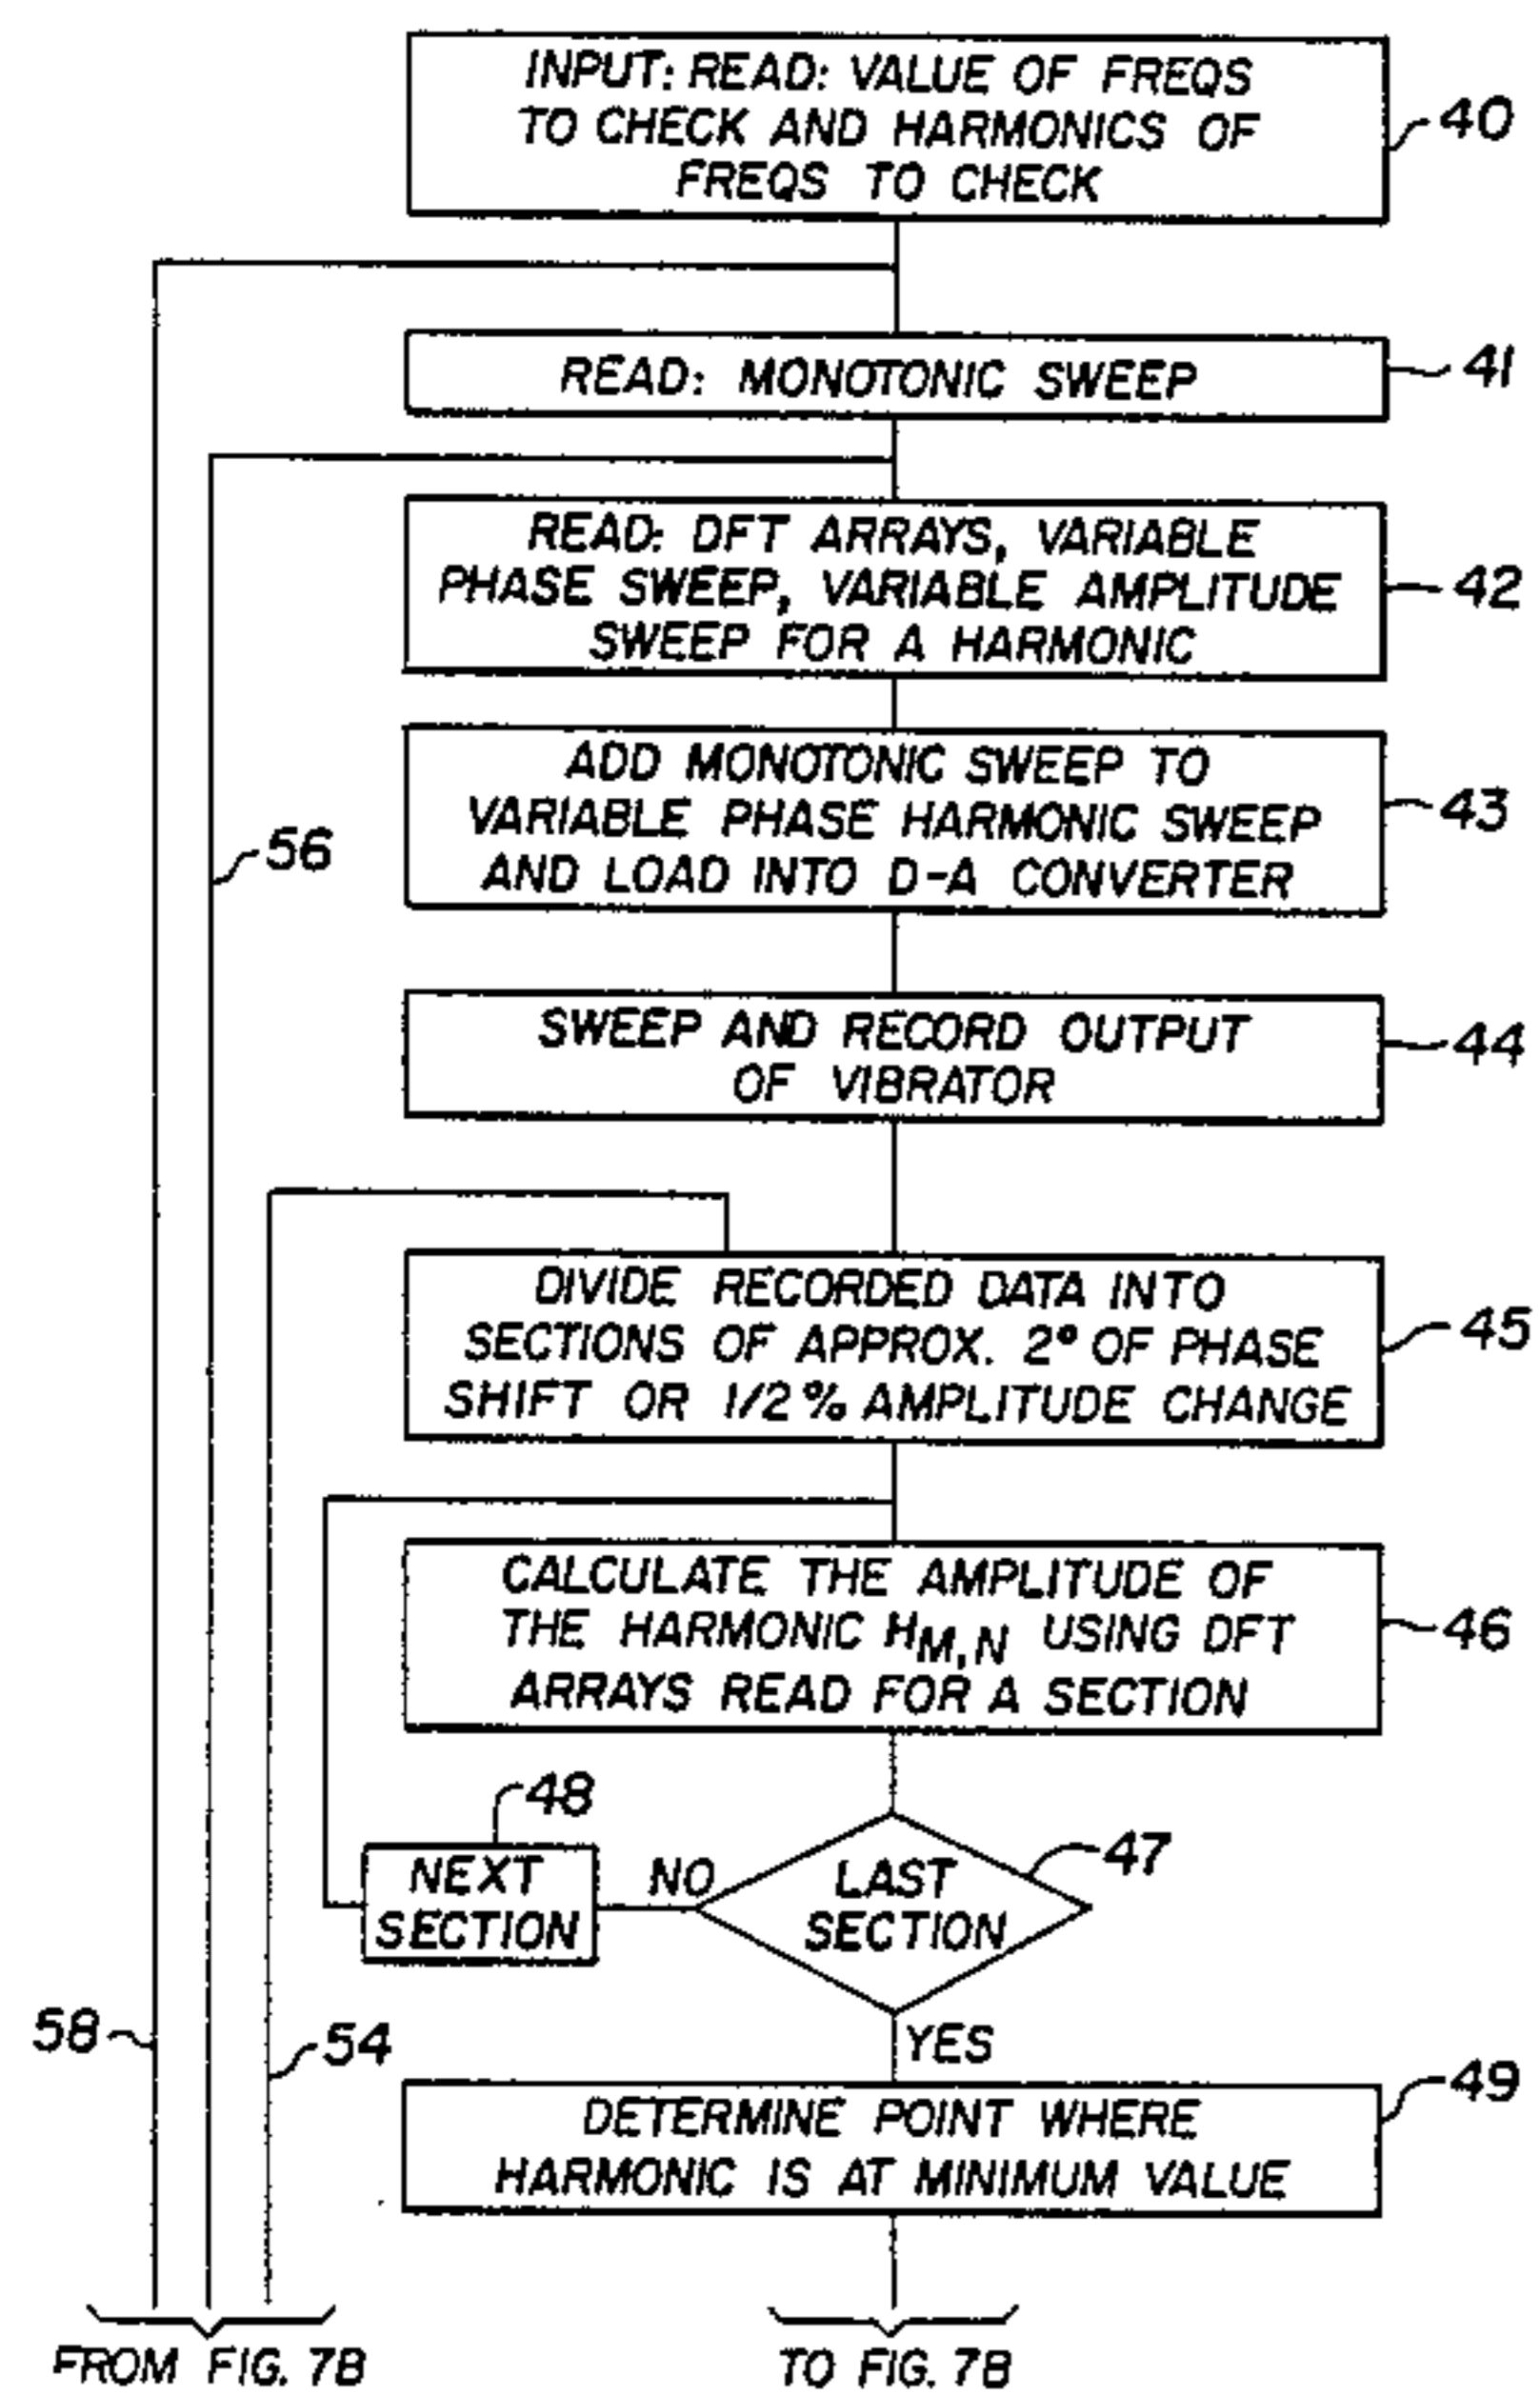 INPUT: READ: VALUE OF FREQS
TO CHECK AND HARMONICS OF
FREQS TO CHECK
40
READ: MONOTONIC SWEEP
41
READ: DFT ARRAYS, VARIABLE
PHASE SWEEP, VARIABLE AMPLITUDE
SWEEP FOR A HARMONIC
42
ADD MONOTONIC SWEEP TO
VARIABLE PHASE HARMONIC SWEEP
AND LOAD INTO D-A CONVERTER
43
56
SWEEP AND RECORD OUTPUT
OF VIBRATOR
44
DIVIDE RECORDED DATA INTO
SECTIONS OF APPROX. 2° OF PHASE
SHIFT OR 1/2% AMPLITUDE CHANGE
45
CALCULATE THE AMPLITUDE OF
THE HARMONIC HM,N USING DFT
ARRAYS READ FOR A SECTION
46
48
NEXT
SECTION
NO
LAST
SECTION
47
58
54
YES
DETERMINE POINT WHERE
HARMONIC IS AT MINIMUM VALUE
49
FROM FIG. 7B
TO FIG. 7B